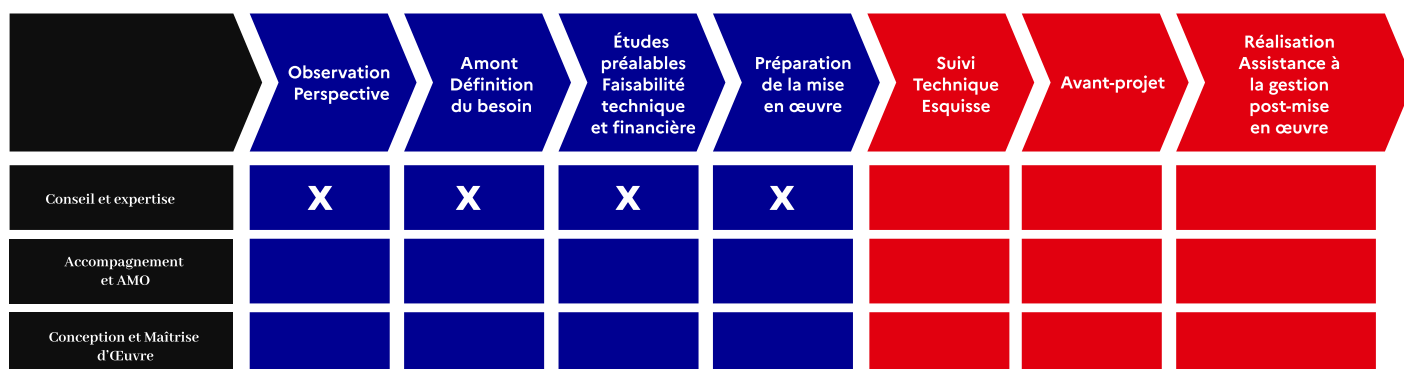 Observation
Perspective
Amont
Définition
du besoin
Études
préalables
Faisabilité
technique
et financière
Préparation
de la mise
en œuvre
Suivi
Technique
Esquisse
Avant-projet
Réalisation
Assistance à
la gestion
post-mise
en œuvre
Conseil et expertise
X X X X
Accompagnement
et AMO
Conception et Maîtrise
d'Œuvre